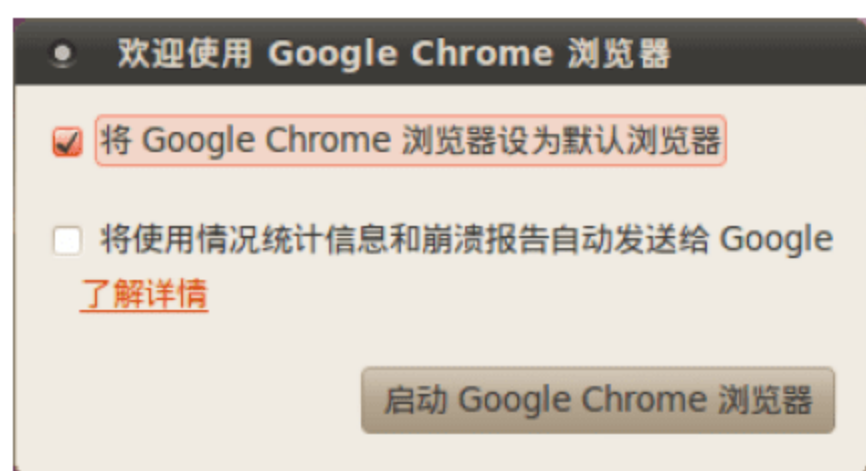 欢迎使用 Google Chrome 浏览器
将 Google Chrome 浏览器设为默认浏览器
将使用情况统计信息和崩溃报告自动发送给 Google
了解详情
启动 Google Chrome 浏览器